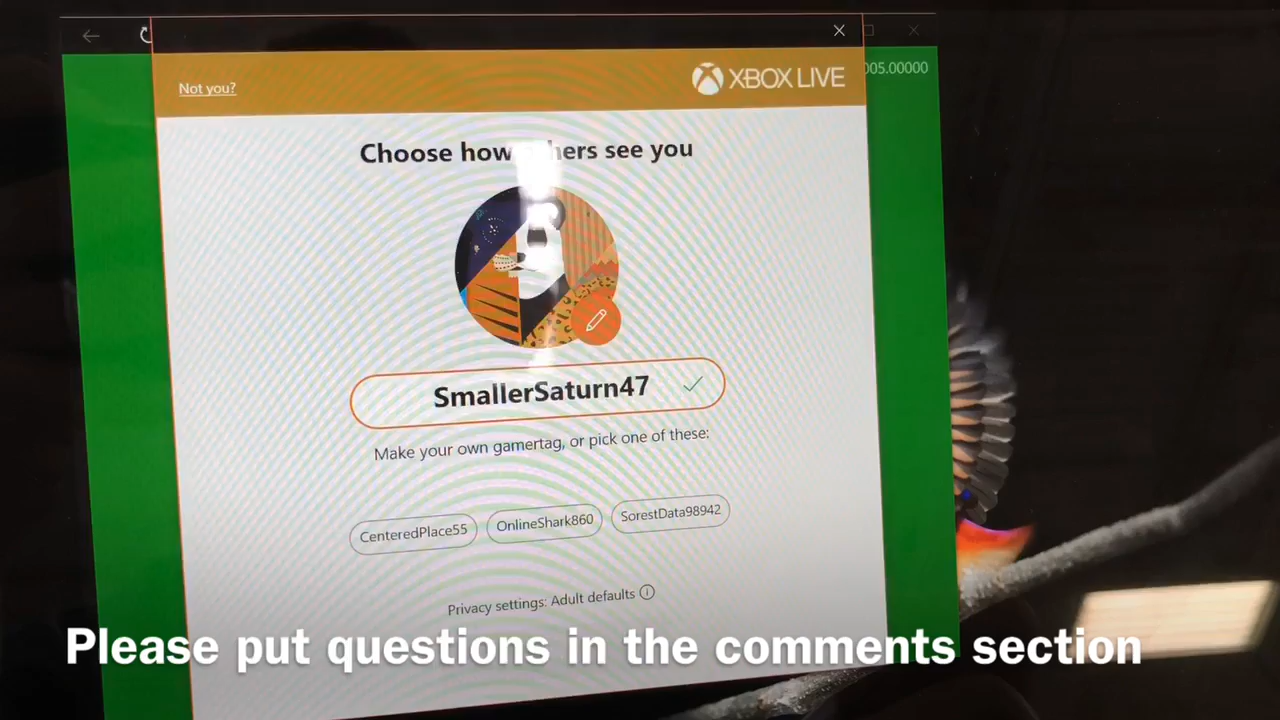 005.00000
Not you?
XBOX LIVE
Choose how hers see you
SmallerSaturn47
Make your own gamertag, or pick one of these:
CenteredPlace55 OnlineShark860 SorestData98942
Privacy settings: Adult defaults
Please put questions in the comments section